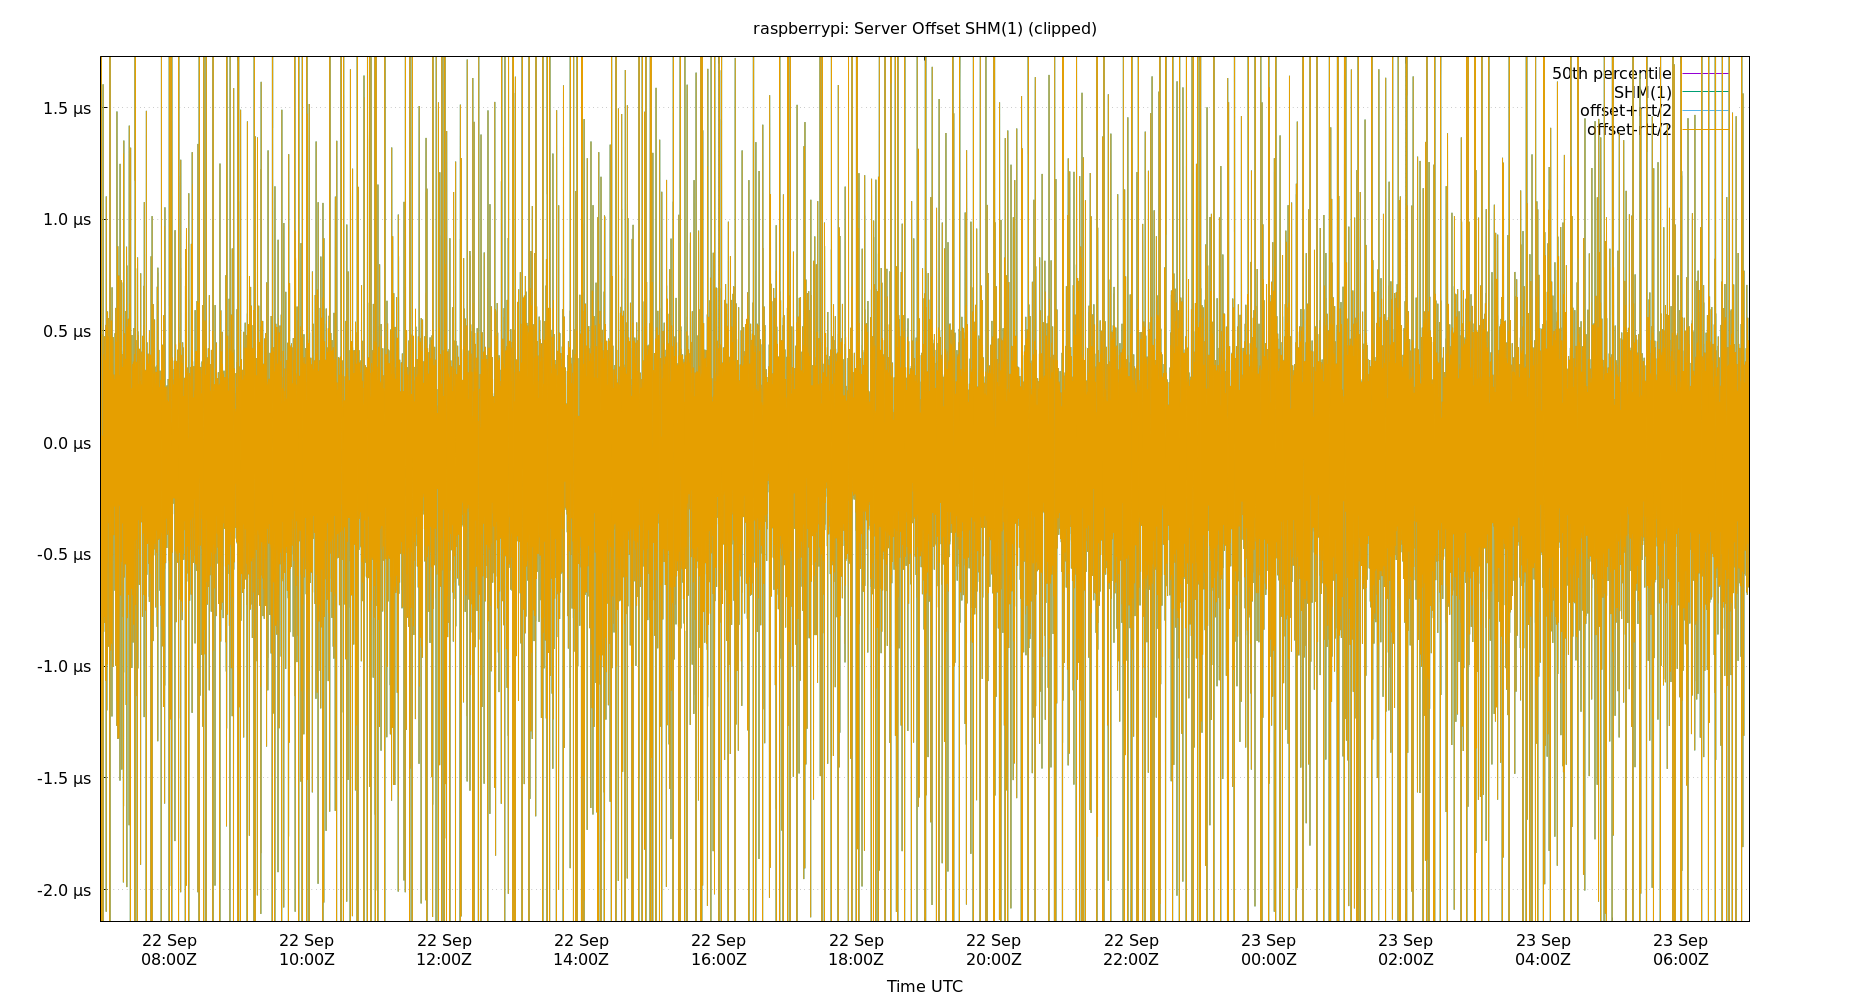 raspberrypi: Server Offset SHM(1) (clipped)
50th percentile
SHM(1)
offset+rtt/2
offset-rtt/2
1.5 µs
1.0 µs
0.5 µs
0.0 µs
-0.5 µs
-1.0 µs
-1.5 µs
-2.0 µs
22 Sep 22 Sep 22 Sep 22 Sep 22 Sep 22 Sep 22 Sep 22 Sep 23 Sep 23 Sep 23 Sep 23 Sep
08:00Z 10:00Z 12:00Z 14:00Z 16:00Z 18:00Z 20:00Z 22:00Z 00:00Z 02:00Z 04:00Z 06:00Z
Time UTC